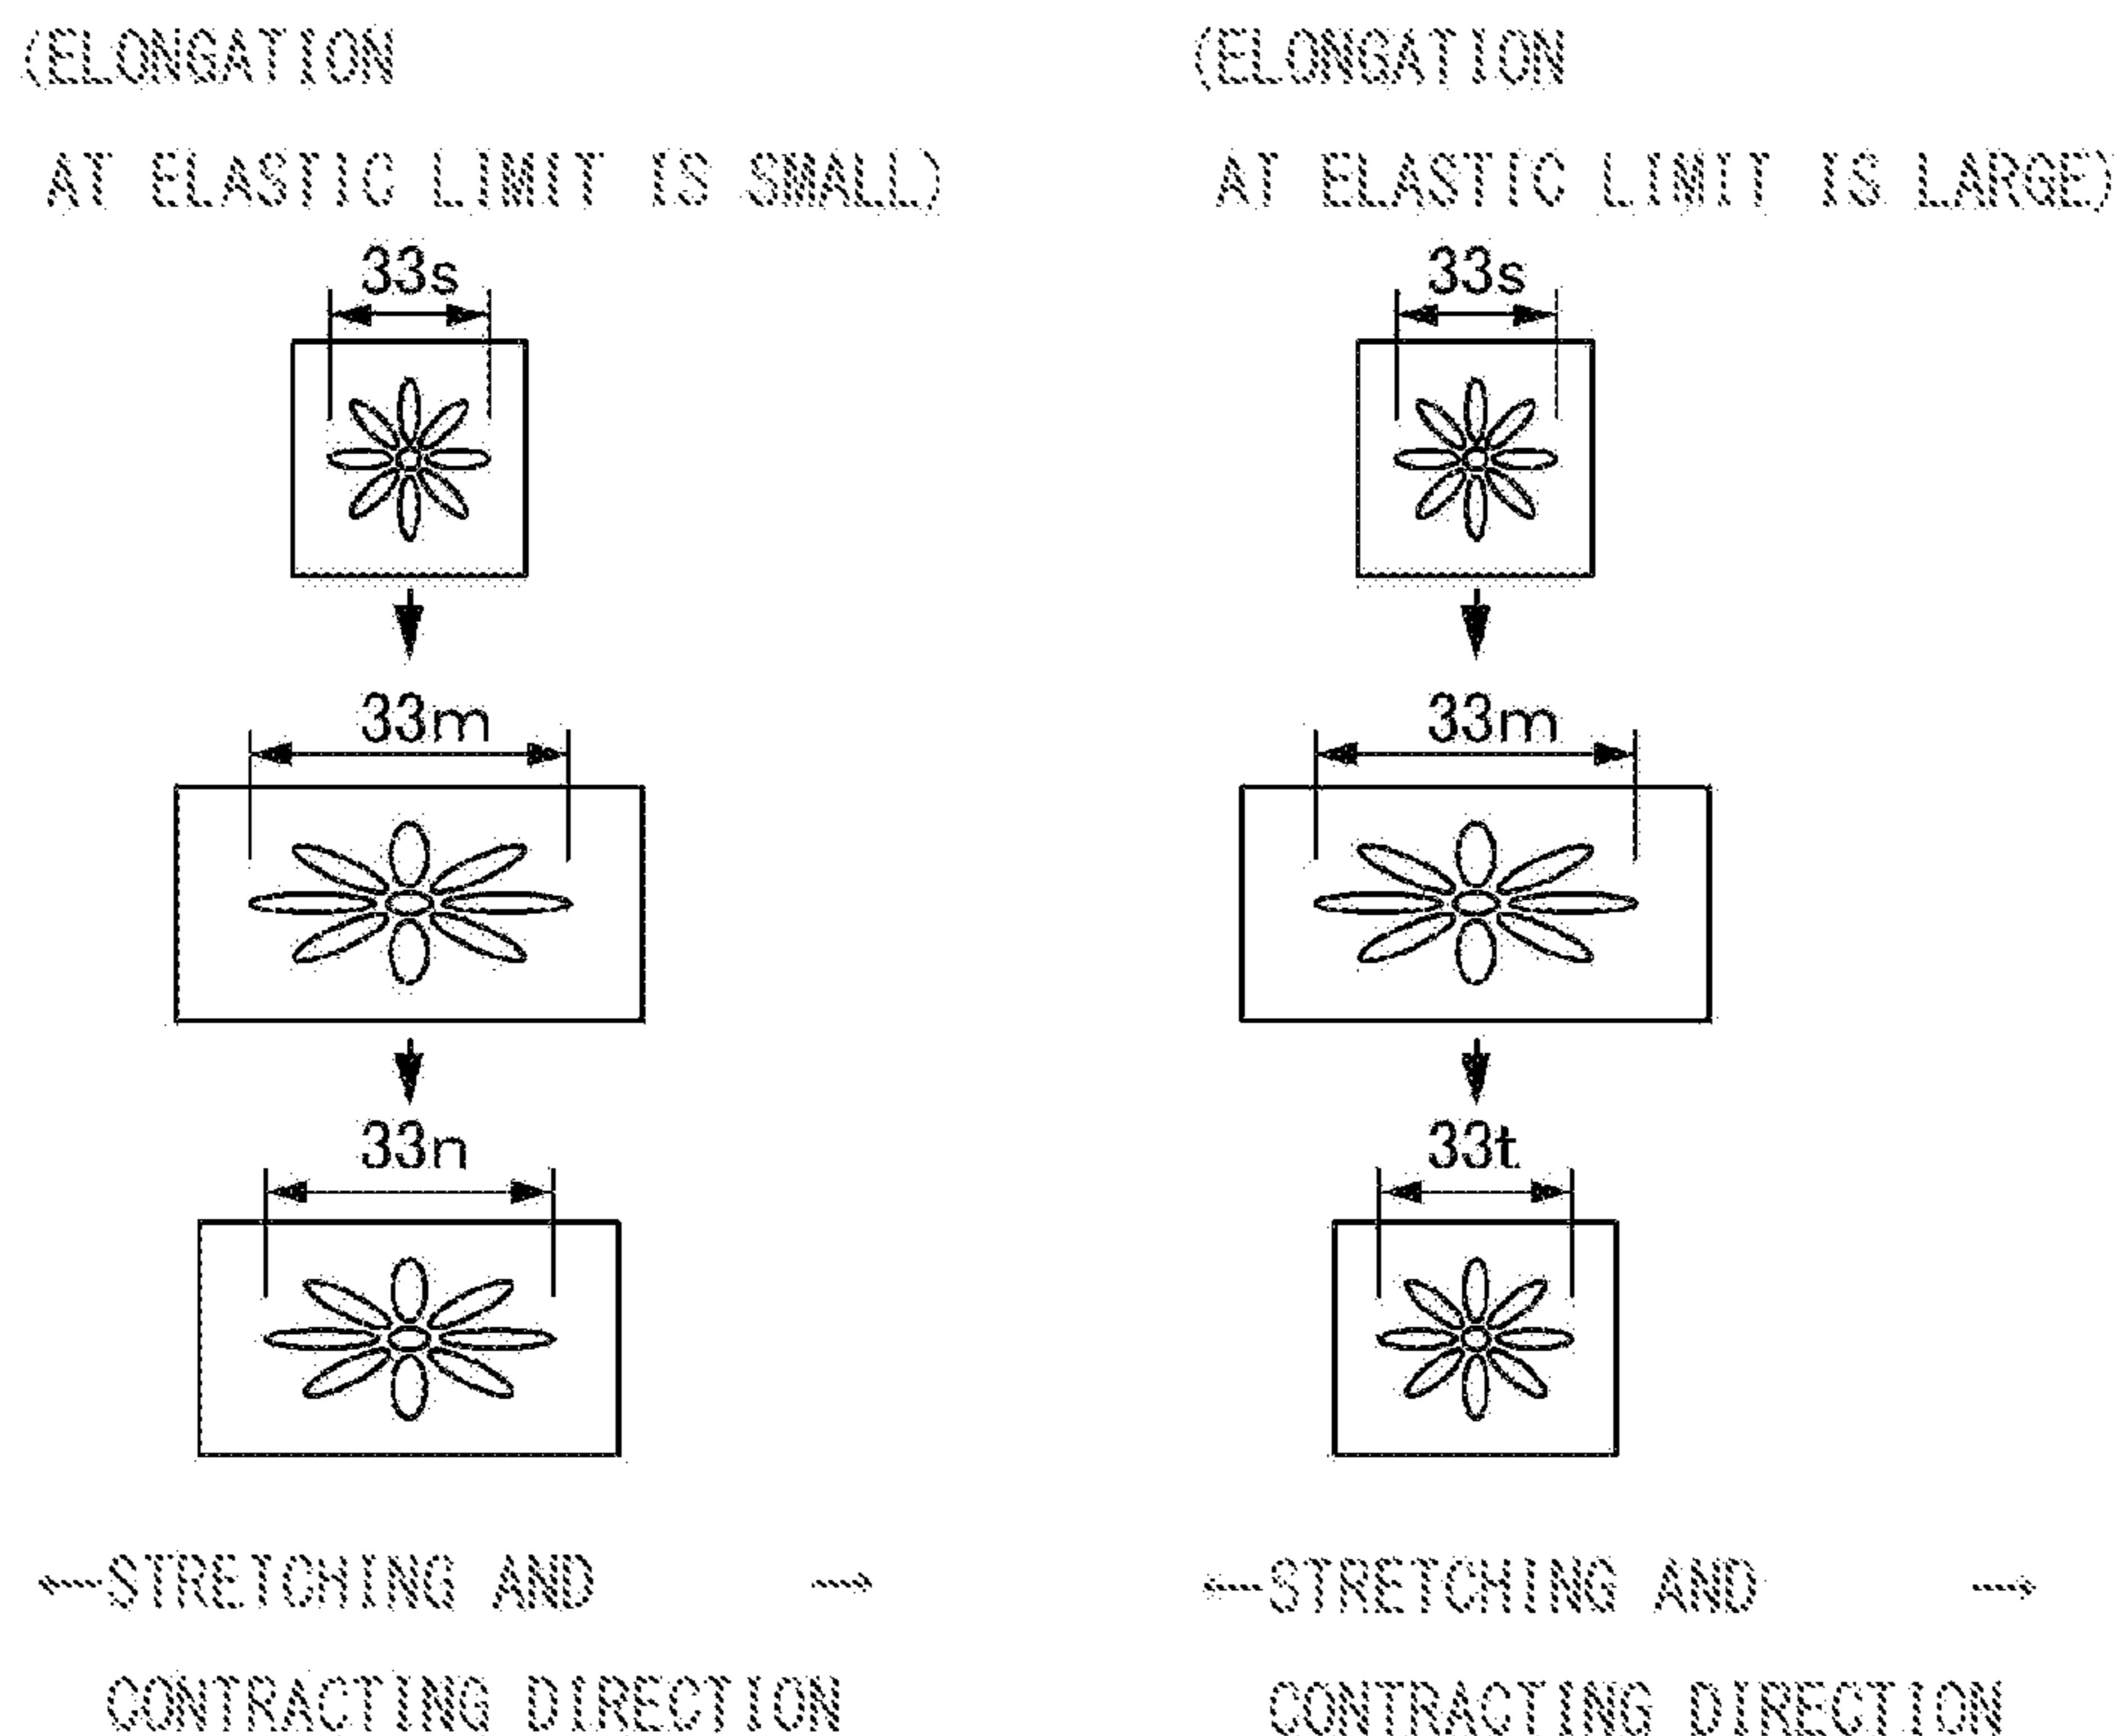 (ELONGATION
AT ELASTIC LIMIT IS SMALL)
33s
33m
33n
←STRETCHING AND →
CONTRACTING DIRECTION
(ELONGATION
AT ELASTIC LIMIT IS LARGE)
33s
33m
33t
←STRETCHING AND →
CONTRACTING DIRECTION